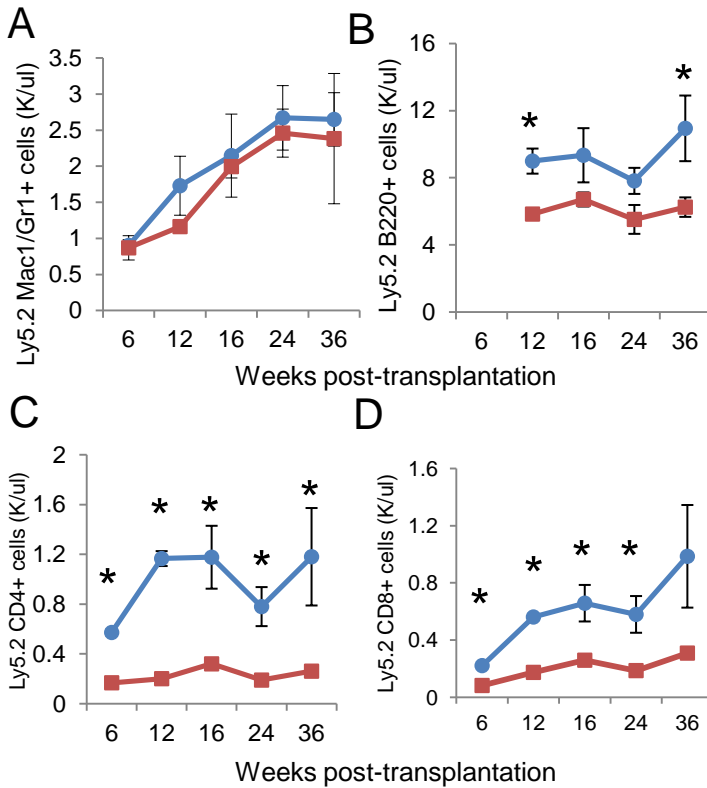 A
Ly5.2 Mac1/Gr1+ cells (K/ul)
3.5
3
2.5
2
1.5
1
0.5
0
6 12 16 24 36
B
Ly5.2 B220+ cells (K/ul)
16
12
8
4
0
* *
6 12 16 24 36
Weeks post-transplantation
C
Ly5.2 CD4+ cells (K/ul)
2
1.6
1.2
0.8
0.4
0
* * * * *
6 12 16 24 36
D
Ly5.2 CD8+ cells (K/ul)
1.6
1.2
0.8
0.4
0
* * * *
6 12 16 24 36
Weeks post-transplantation